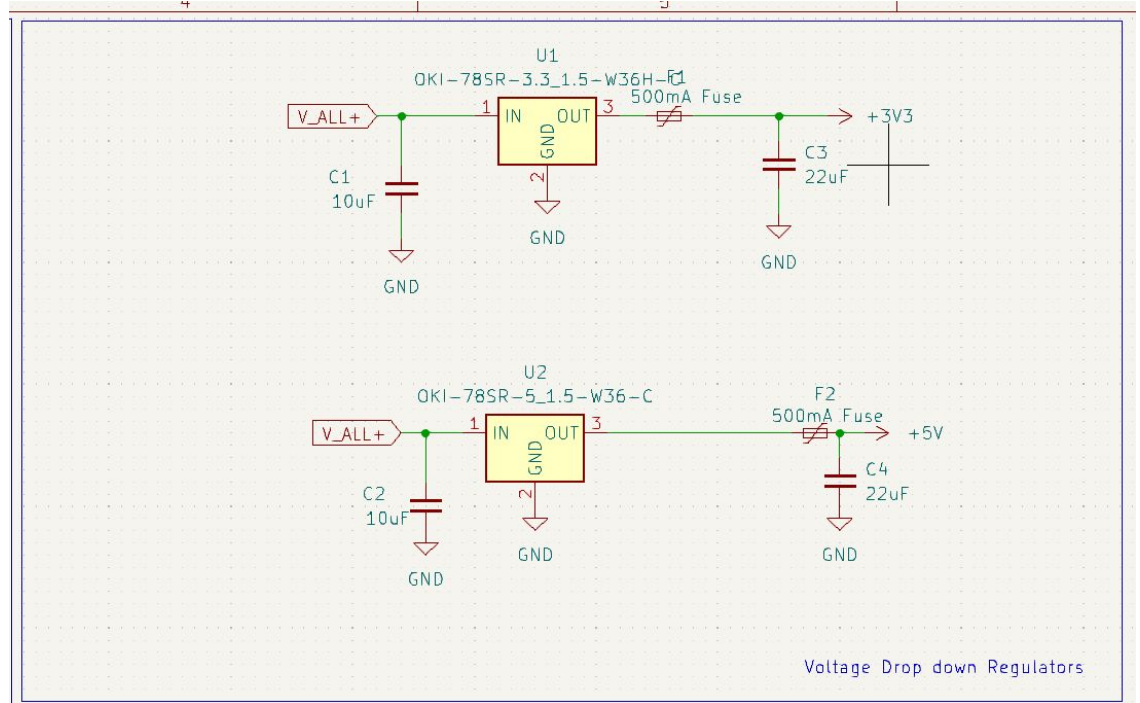 4
5
U1
OKI-78SR-3.3_1.5-W36H-C
F1
500mA Fuse
V_ALL+
1
IN
OUT
3
GND
2
+3V3
C1
10uF
C3
22uF
GND
GND
GND
U2
OKI-78SR-5_1.5-W36-C
F2
500mA Fuse
V_ALL+
1
IN
OUT
3
GND
2
+5V
C2
10uF
C4
22uF
GND
GND
GND
Voltage Drop down Regulators